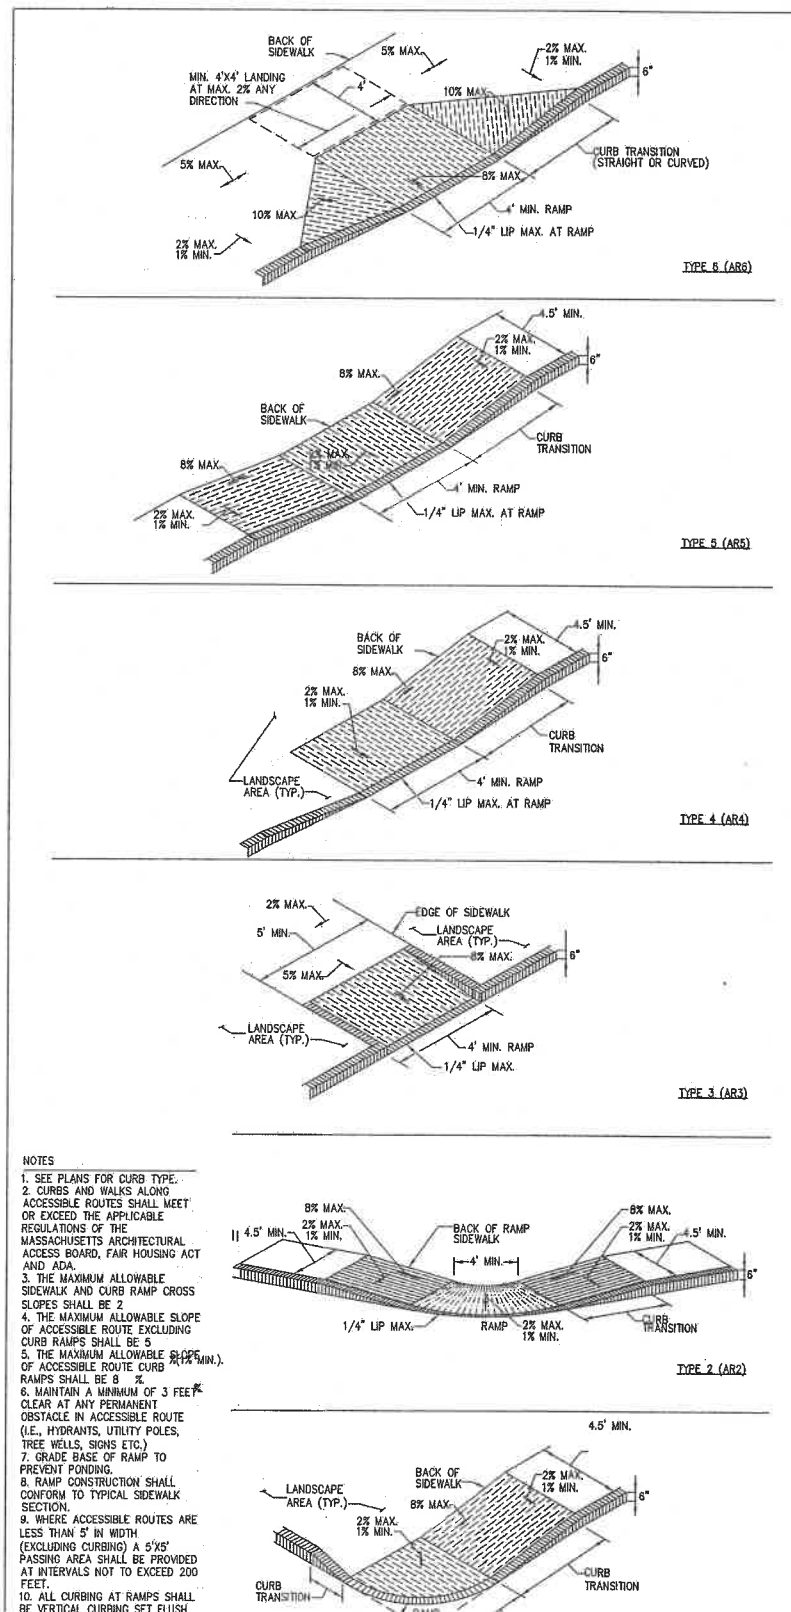 BACK OF
SIDEWALK
5% MAX.
2% MAX.
1% MIN.
6"
MIN. 4'X4' LANDING
AT MAX. 2% ANY
DIRECTION
4'
10% MAX.
CURB TRANSITION
(STRAIGHT OR CURVED)
5% MAX.
8% MAX.
10% MAX.
4' MIN. RAMP
1/4" LIP MAX. AT RAMP
2% MAX.
1% MIN.
TYPE 6 (AR6)
4.5' MIN.
2% MAX.
1% MIN.
6"
8% MAX.
BACK OF
SIDEWALK
CURB
TRANSITION
2% MAX.
1% MIN.
8% MAX.
4' MIN. RAMP
2% MAX.
1% MIN.
1/4" LIP MAX. AT RAMP
TYPE 5 (AR5)
4.5' MIN.
BACK OF
SIDEWALK
2% MAX.
1% MIN.
6"
8% MAX.
2% MAX.
1% MIN.
CURB
TRANSITION
LANDSCAPE
AREA (TYP.)
4' MIN. RAMP
1/4" LIP MAX. AT RAMP
TYPE 4 (AR4)
2% MAX.
EDGE OF SIDEWALK
5' MIN.
LANDSCAPE
AREA (TYP.)
6"
8% MAX.
5% MAX.
LANDSCAPE
AREA (TYP.)
4' MIN. RAMP
1/4" LIP MAX.
TYPE 3 (AR3)
8% MAX.
2% MAX.
1% MIN.
4.5' MIN.
BACK OF RAMP
SIDEWALK
4' MIN.
8% MAX.
2% MAX.
1% MIN.
4.5' MIN.
6"
1/4" LIP MAX.
RAMP
2% MAX.
1% MIN.
CURB
TRANSITION
TYPE 2 (AR2)
4.5' MIN.
BACK OF
SIDEWALK
2% MAX.
1% MIN.
6"
LANDSCAPE
AREA (TYP.)
8% MAX.
2% MAX.
1% MIN.
CURB
TRANSITION
CURB
TRANSITION
RAMP
NOTES
1. SEE PLANS FOR CURB TYPE.
2. CURBS AND WALKS ALONG
ACCESSIBLE ROUTES SHALL MEET
OR EXCEED THE APPLICABLE
REGULATIONS OF THE
MASSACHUSETTS ARCHITECTURAL
ACCESS BOARD, FAIR HOUSING ACT
AND ADA.
3. THE MAXIMUM ALLOWABLE
SIDEWALK AND CURB RAMP CROSS
SLOPES SHALL BE 2
4. THE MAXIMUM ALLOWABLE SLOPE
OF ACCESSIBLE ROUTE EXCLUDING
CURB RAMPS SHALL BE 5
5. THE MAXIMUM ALLOWABLE SLOPE
%(1% MIN.).
OF ACCESSIBLE ROUTE CURB
RAMPS SHALL BE 8 %.
6. MAINTAIN A MINIMUM OF 3 FEET
%
CLEAR AT ANY PERMANENT
OBSTACLE IN ACCESSIBLE ROUTE
(I.E., HYDRANTS, UTILITY POLES,
TREE WELLS, SIGNS ETC.)
7. GRADE BASE OF RAMP TO
PREVENT PONDING.
8. RAMP CONSTRUCTION SHALL
CONFORM TO TYPICAL SIDEWALK
SECTION.
9. WHERE ACCESSIBLE ROUTES ARE
LESS THAN 5' IN WIDTH
(EXCLUDING CURBING) A 5'X5'
PASSING AREA SHALL BE PROVIDED
AT INTERVALS NOT TO EXCEED 200
FEET.
10. ALL CURBING AT RAMPS SHALL
BE VERTICAL CURBING SET FLUSH